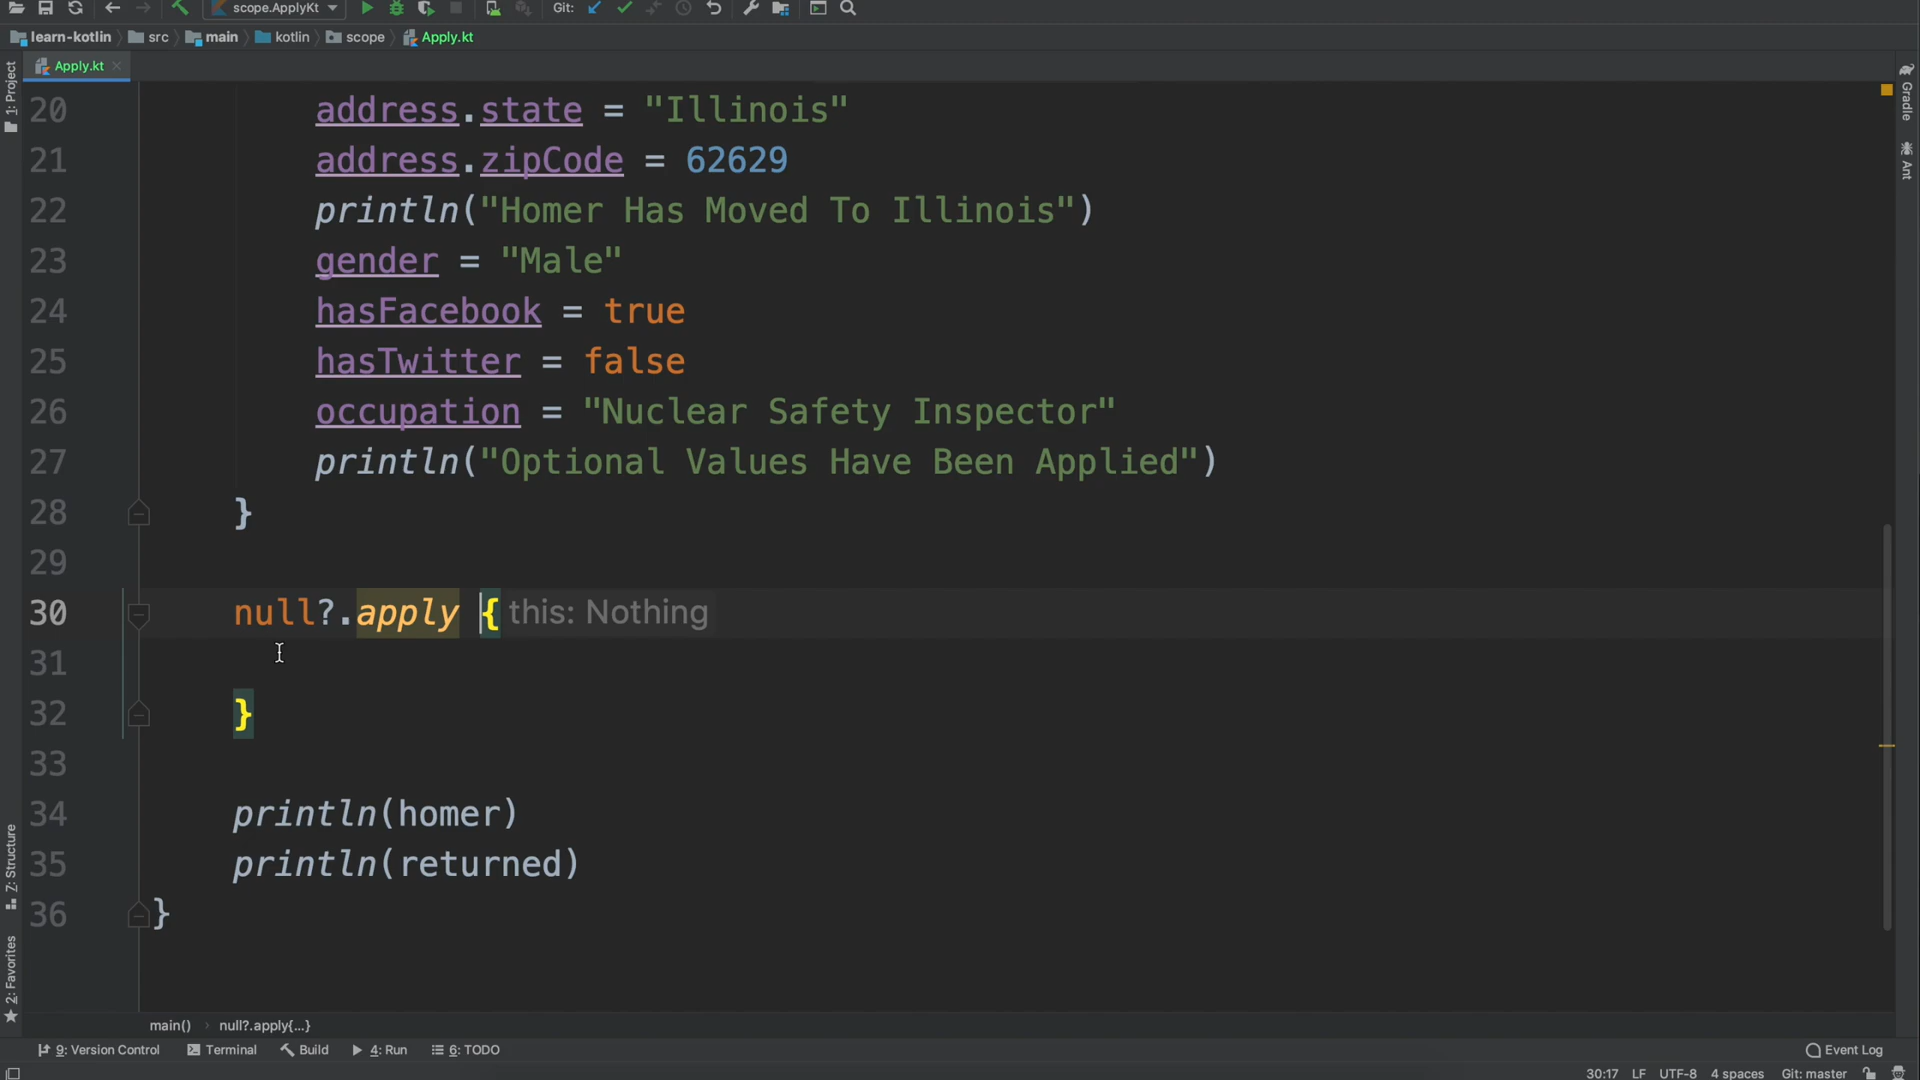 scope.ApplyKt
Git:
learn-kotlin
src
main
kotlin
scope
Apply.kt
Apply.kt
1: Project
Gradle
Ant
20 address.state = "Illinois"
21 address.zipCode = 62629
22 println("Homer Has Moved To Illinois")
23 gender = "Male"
24 hasFacebook = true
25 hasTwitter = false
26 occupation = "Nuclear Safety Inspector"
27 println("Optional Values Have Been Applied")
28 }
29
30 null?.apply { this: Nothing
31
32 }
33
34 println(homer)
35 println(returned)
36 }
Z: Structure
2: Favorites
main()
null?.apply{...}
9: Version Control
Terminal
Build
4: Run
6: TODO
Event Log
30:17 LF UTF-8 4 spaces Git: master